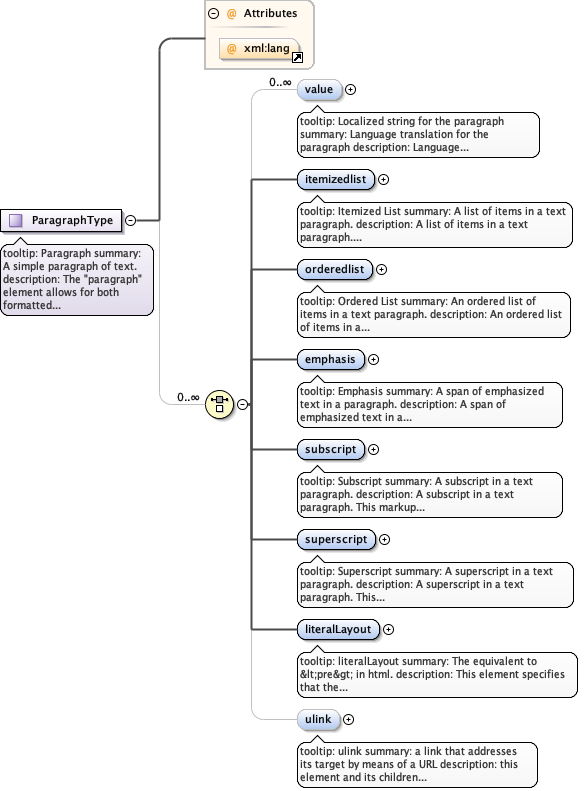 @ Attributes
@ xml:lang
0..∞
value
tooltip: Localized string for the paragraph
summary: Language translation for the
paragraph description: Language...
itemizedlist
tooltip: Itemized List summary: A list of items in a text
paragraph. description: A list of items in a text
paragraph....
ParagraphType
tooltip: Paragraph summary:
A simple paragraph of text.
description: The "paragraph"
element allows for both
formatted...
orderedlist
tooltip: Ordered List summary: An ordered list of
items in a text paragraph. description: An ordered list
of items in a...
emphasis
tooltip: Emphasis summary: A span of emphasized
text in a paragraph. description: A span of
emphasized text in a...
0..∞
subscript
tooltip: Subscript summary: A subscript in a text
paragraph. description: A subscript in a text
paragraph. This markup...
superscript
tooltip: Superscript summary: A superscript in a text
paragraph. description: A superscript in a text
paragraph. This...
literalLayout
tooltip: literalLayout summary: The equivalent to
&lt;pre&gt; in html. description: This element specifies
that the...
ulink
tooltip: ulink summary: a link that addresses
its target by means of a URL description: this
element and its children...